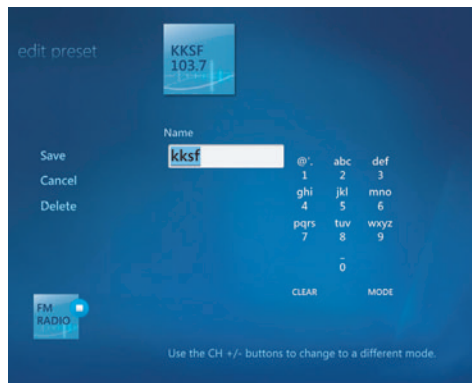 edit preset
KKSF
103.7
Name
kksf
Save
Cancel
Delete
@'. abc def
1 2 3
ghi jkl mno
4 5 6
pqrs tuv wxyz
7 8 9
_
0
CLEAR MODE
FM
RADIO
Use the CH +/- buttons to change to a different mode.